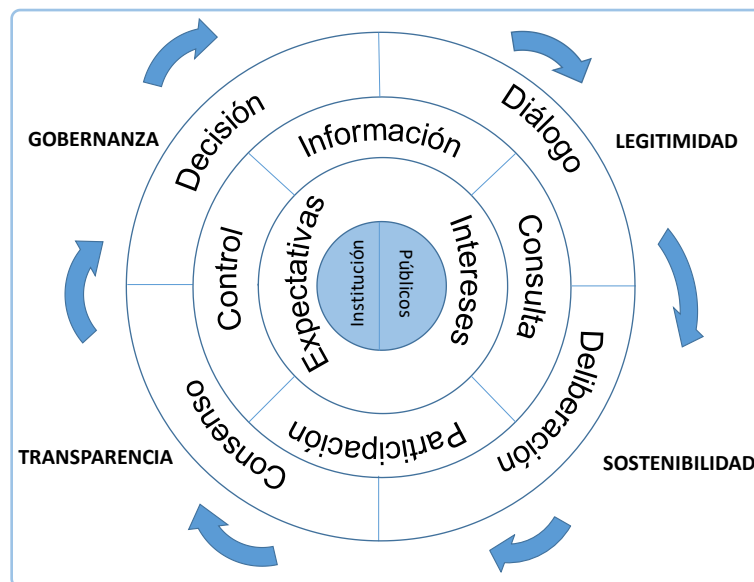 GOBERNANZA
LEGITIMIDAD
SOSTENIBILIDAD
TRANSPARENCIA
Decisión
Diálogo
Deliberación
Consenso
Información
Consulta
Participación
Control
Expectativas
Intereses
Institución
Públicos